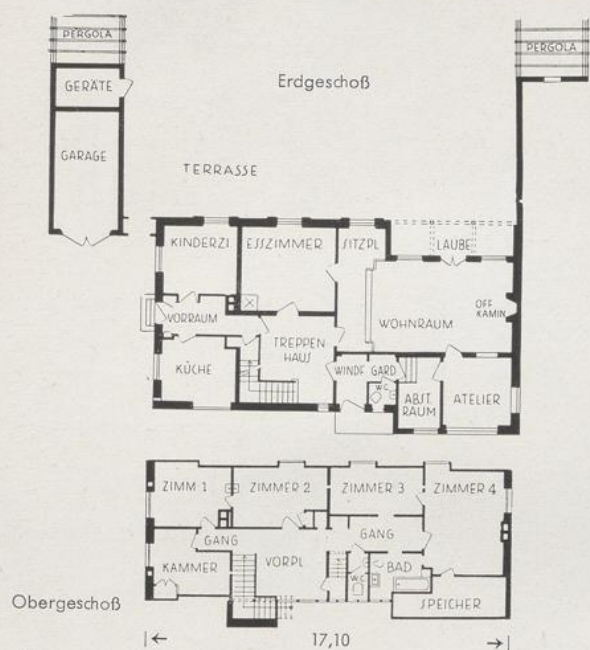 PERGOLA
PERGOLA
GERÄTE
Erdgeschoß
GARAGE
TERRASSE
KINDERZI.
ESSZIMMER
SITZPL
LAUBE
OFF.
KAMIN
VORRAUM
WOHNRAUM
TREPPEN
HAUS
KÜCHE
WINDF
GARD
W.C.
ABST.
RAUM
ATELIER
ZIMM 1
ZIMMER 2
ZIMMER 3
ZIMMER 4
GANG
GANG
KAMMER
VORPL
W.C.
BAD
SPEICHER
Obergeschoß
17,10